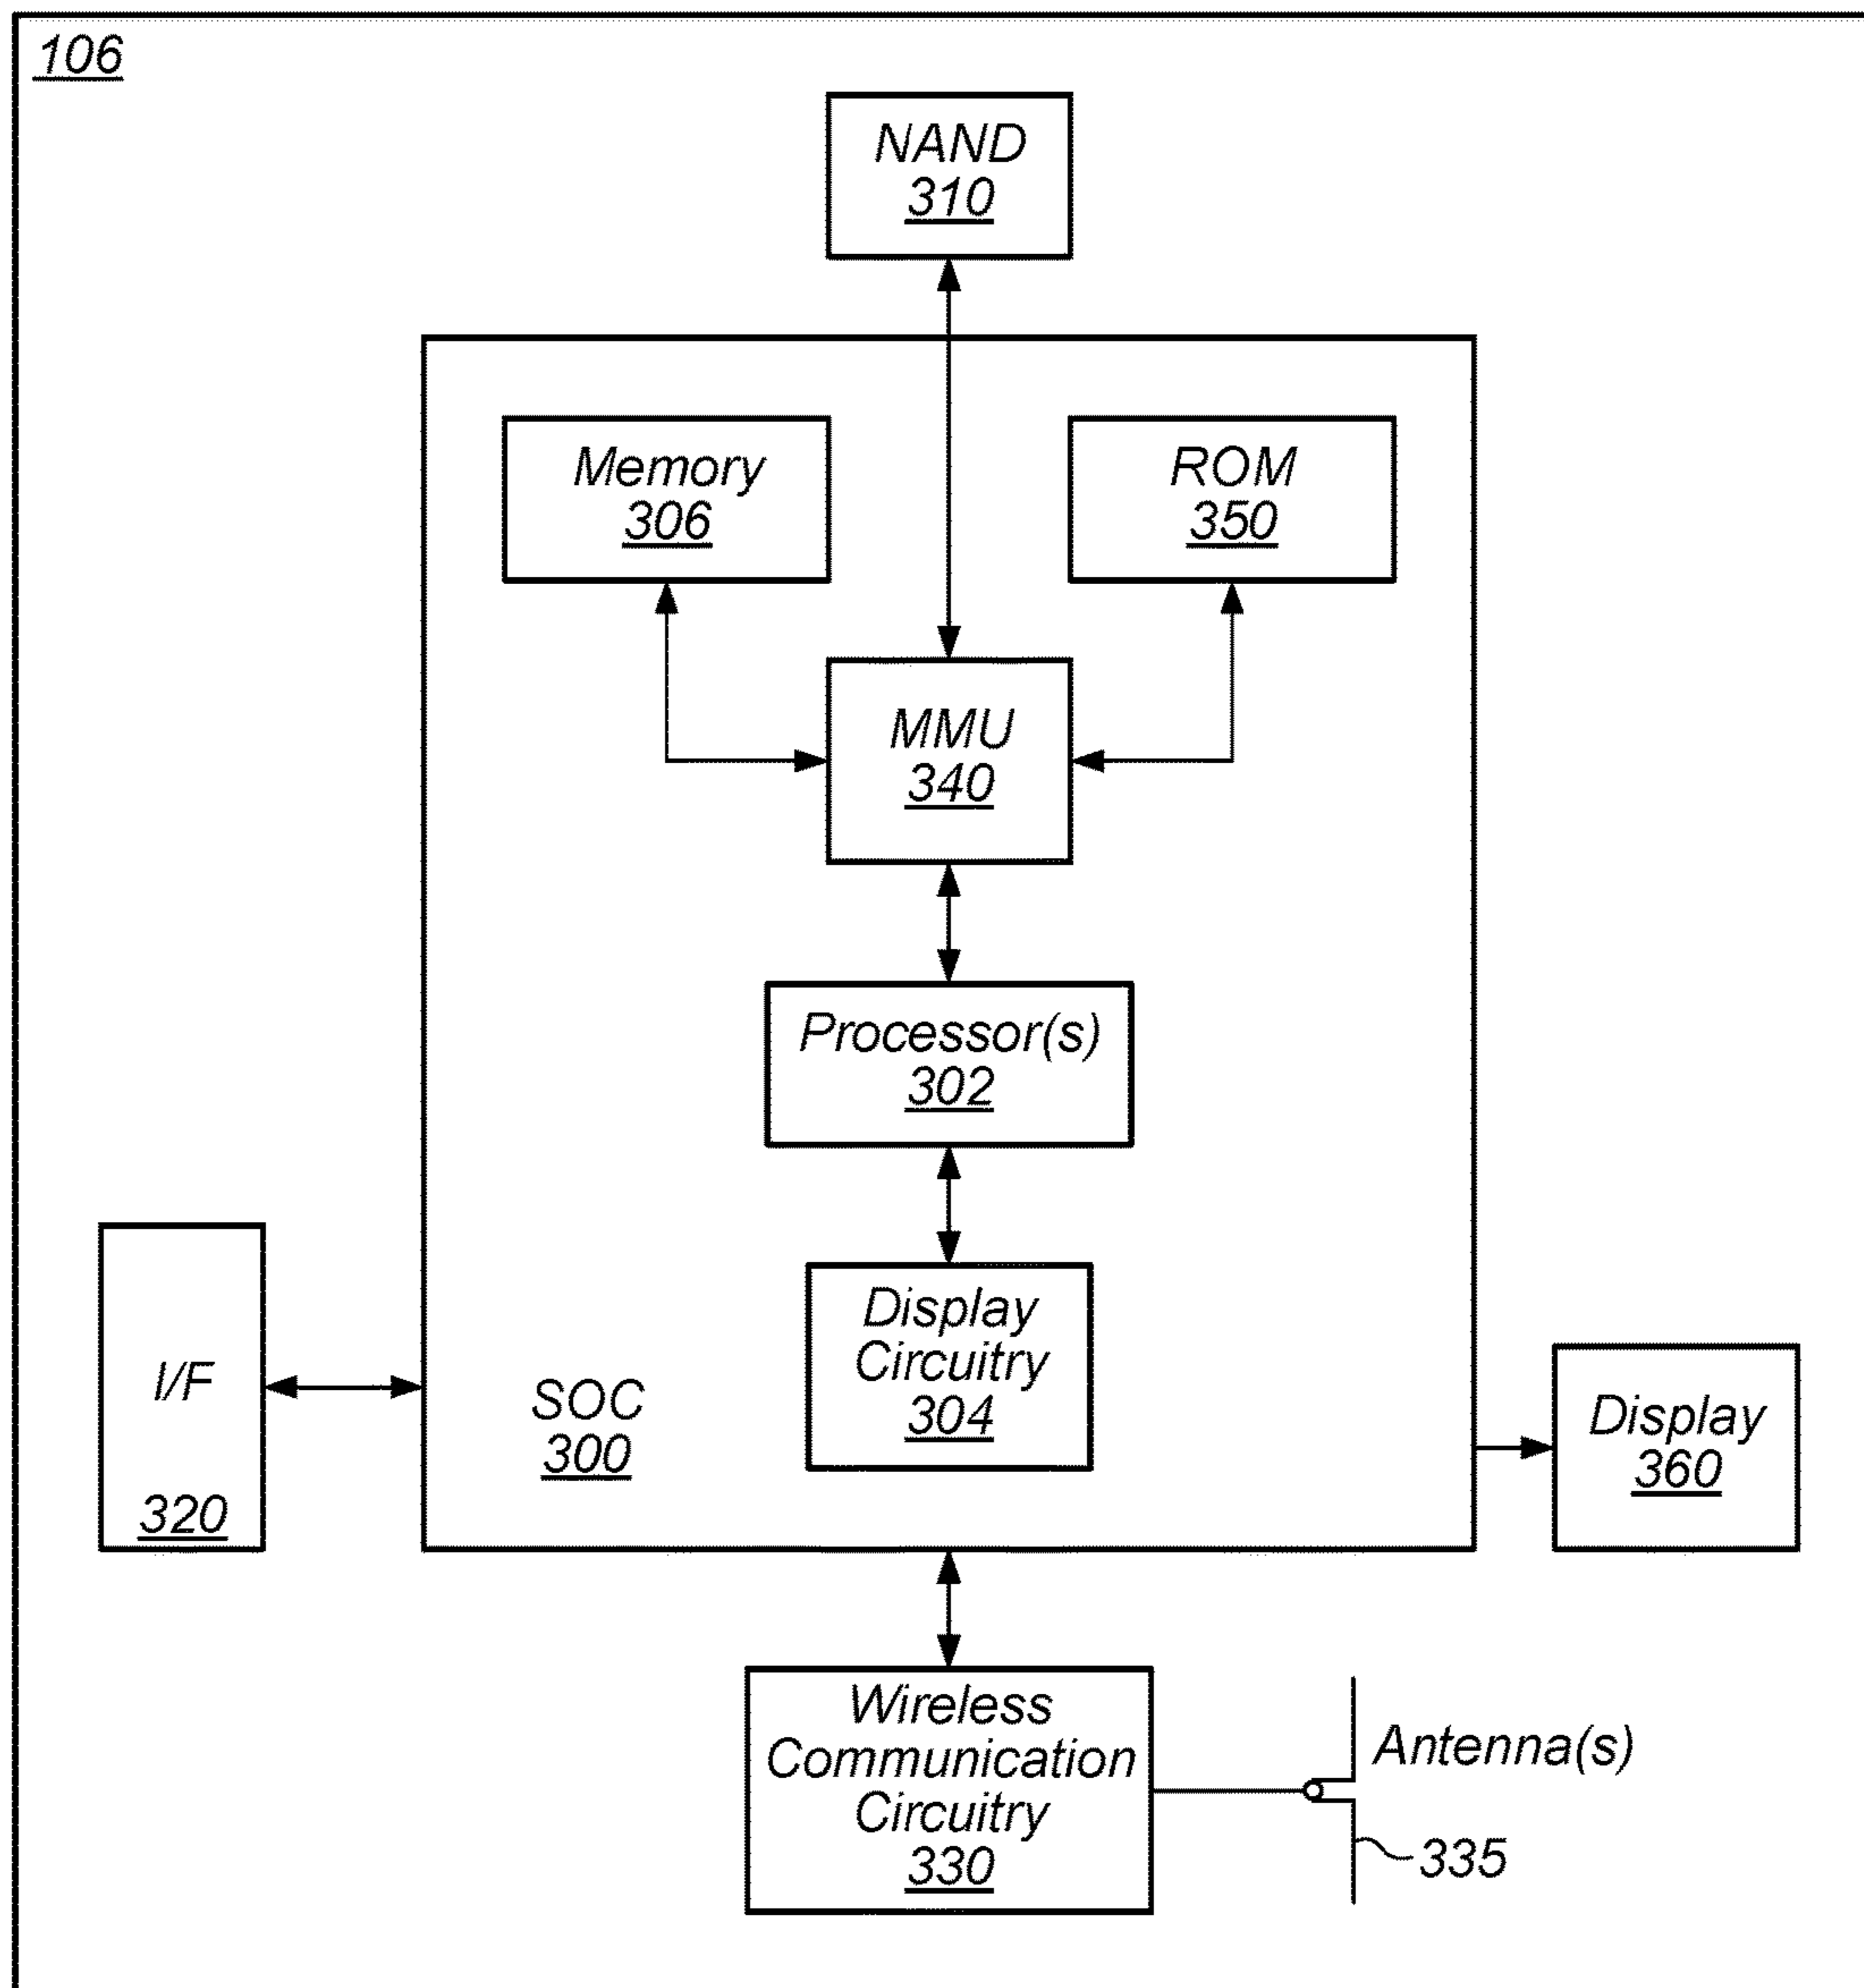 106
NAND
310
Memory
306
ROM
350
MMU
340
Processor(s)
302
Display
Circuitry
304
I/F
320
SOC
300
Display
360
Wireless
Communication
Circuitry
330
Antenna(s)
335